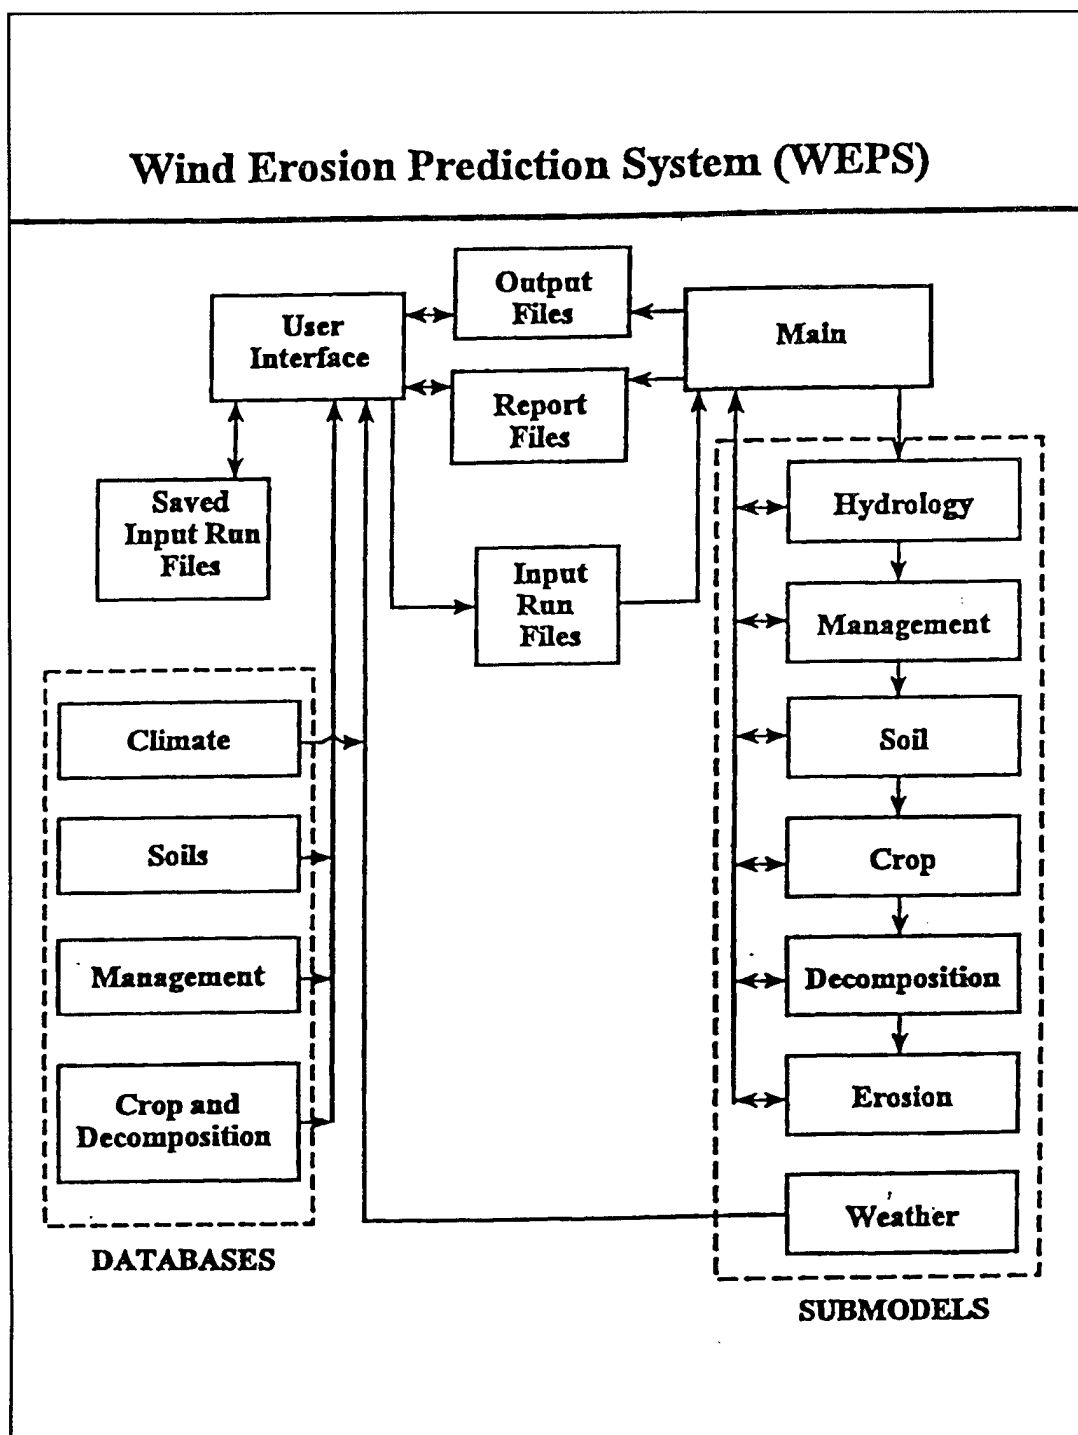 Wind Erosion Prediction System (WEPS)
User
Interface
Output
Files
Main
Report
Files
Saved
Input Run
Files
Input
Run
Files
Hydrology
Management
Soil
Crop
Decomposition
Erosion
Weather
SUBMODELS
Climate
Soils
Management
Crop and
Decomposition
DATABASES